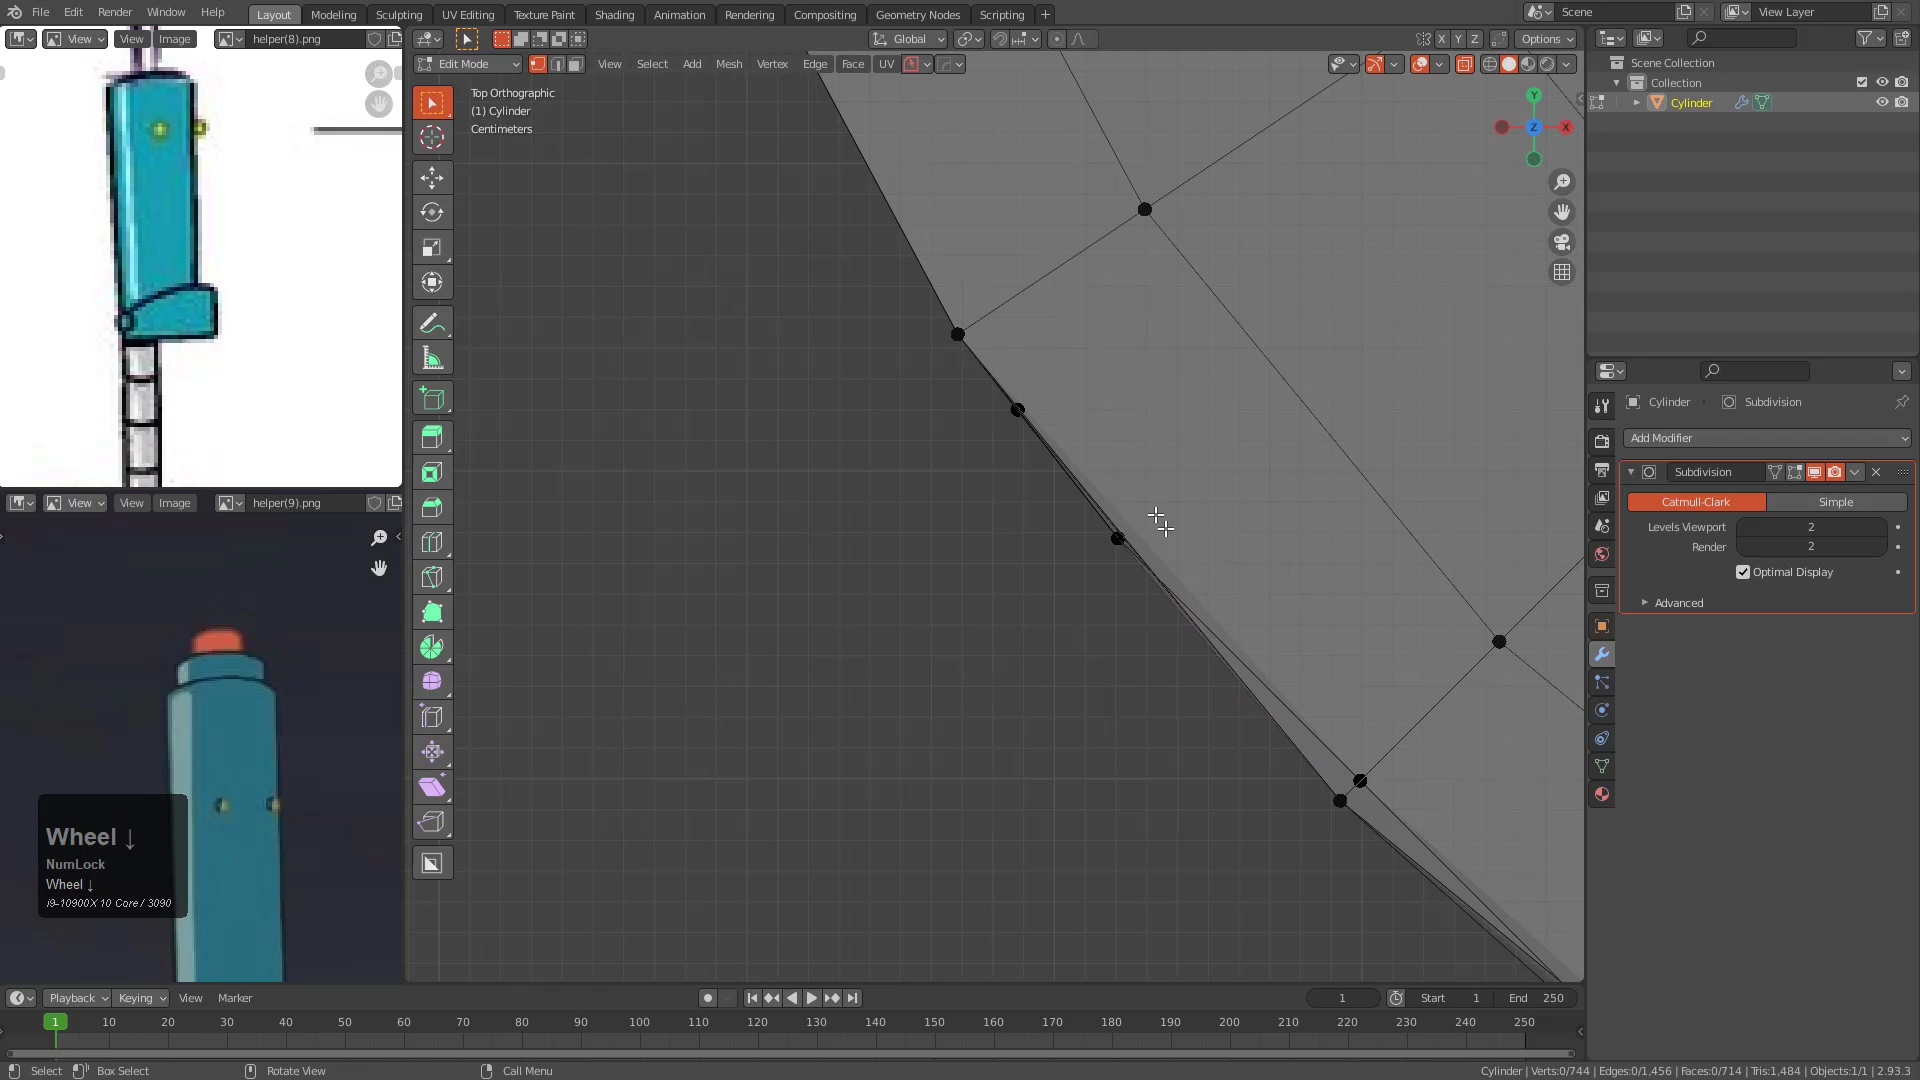 File Edit Render Window Help Layout Modeling Sculpting UV Editing Texture Paint Shading Animation Rendering Compositing Geometry Nodes Scripting + Scene View Layer
View View Image helper(8).png Global X Y Z Options
Edit Mode View Select Add Mesh Vertex Edge Face UV
Scene Collection
Collection
Cylinder
Top Orthographic
(1) Cylinder
Centimeters
Y
Z X
Cylinder Subdivision
Add Modifier
Subdivision
Catmull-Clark Simple
Levels Viewport 2
Render 2
Optimal Display
Advanced
View View Image helper(9).png
Wheel ↓
NumLock
Wheel ↓
i9-10900X 10 Core / 3090
Playback Keying View Marker 1 Start 1 End 250
1 10 20 30 40 50 60 70 80 90 100 110 120 130 140 150 160 170 180 190 200 210 220 230 240 250
Select Box Select Rotate View Call Menu Cylinder | Verts:0/744 | Edges:0/1,456 | Faces:0/714 | Tris:1,484 | Objects:1/1 | 2.93.3